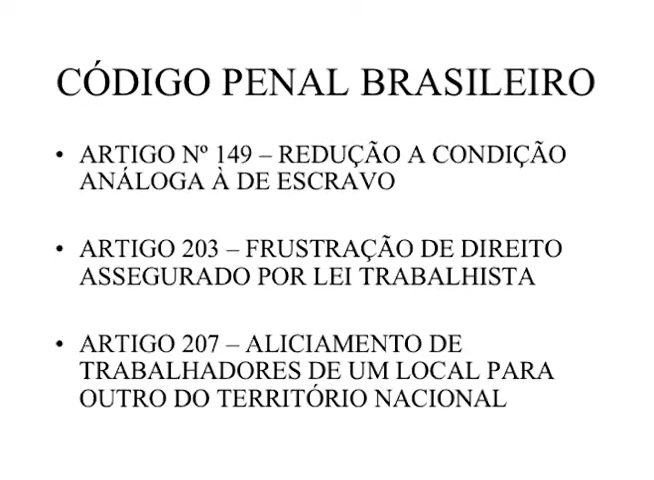 CÓDIGO PENAL BRASILEIRO
• ARTIGO Nº 149 – REDUÇÃO A CONDIÇÃO
ANÁLOGA À DE ESCRAVO
• ARTIGO 203 – FRUSTRAÇÃO DE DIREITO
ASSEGURADO POR LEI TRABALHISTA
• ARTIGO 207 – ALICIAMENTO DE
TRABALHADORES DE UM LOCAL PARA
OUTRO DO TERRITÓRIO NACIONAL